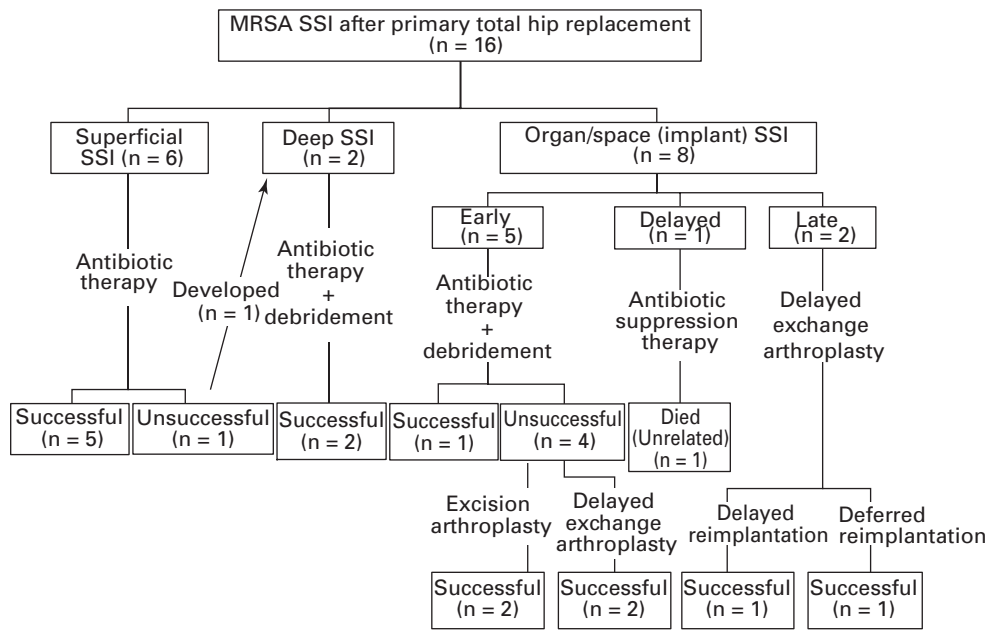 MRSA SSI after primary total hip replacement
(n = 16)
Superficial
SSI (n = 6)
Deep SSI
(n = 2)
Organ/space (implant) SSI
(n = 8)
Early
(n = 5)
Delayed
(n = 1)
Late
(n = 2)
Antibiotic
therapy
Developed
(n = 1)
Antibiotic
therapy
+
debridement
Antibiotic
therapy
+
debridement
Antibiotic
suppression
therapy
Delayed
exchange
arthroplasty
Successful
(n = 5)
Unsuccessful
(n = 1)
Successful
(n = 2)
Successful
(n = 1)
Unsuccessful
(n = 4)
Died
(Unrelated)
(n = 1)
Excision
arthroplasty
Delayed
exchange
arthroplasty
Delayed
reimplantation
Deferred
reimplantation
Successful
(n = 2)
Successful
(n = 2)
Successful
(n = 1)
Successful
(n = 1)